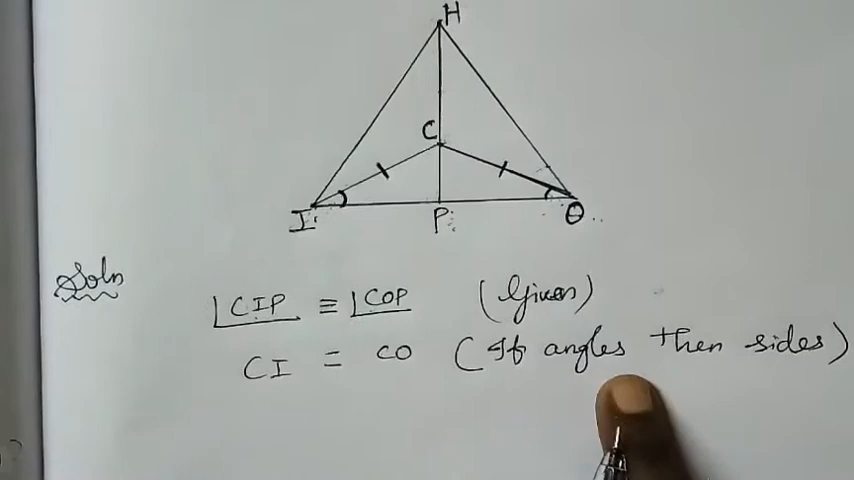 H
C
I P O
Soln
∠CIP ≡ ∠COP (Given)
CI = CO (If angles then sides)